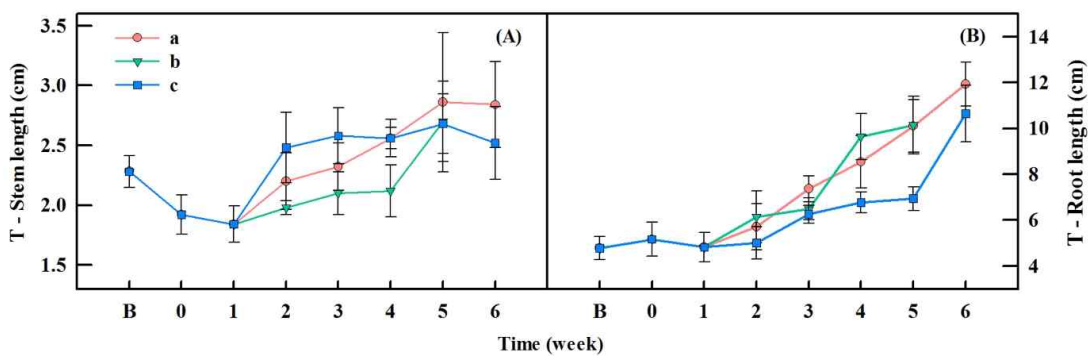 3.5
3.0
2.5
2.0
1.5
T - Stem length (cm)
a
b
c
(A)
(B)
14
12
10
8
6
4
T - Root length (cm)
B 0 1 2 3 4 5 6 B 0 1 2 3 4 5 6
Time (week)